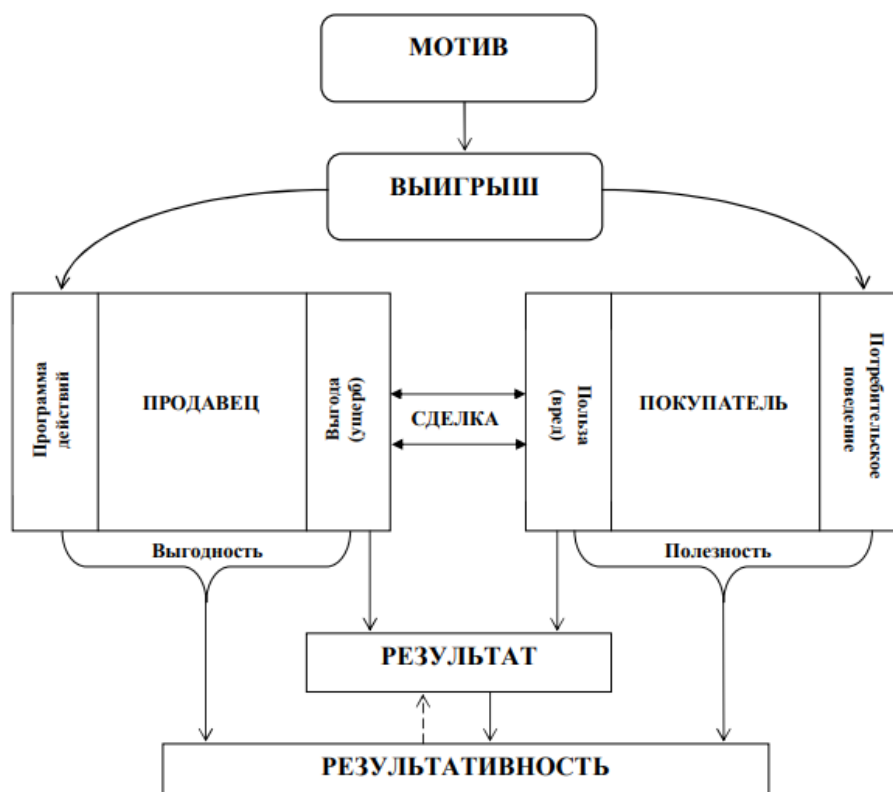 МОТИВ
ВЫИГРЫШ
Программа
действий
ПРОДАВЕЦ
Выгода
(ущерб)
СДЕЛКА
Польза
(вред)
ПОКУПАТЕЛЬ
Потребительское
поведение
Выгодность
Полезность
РЕЗУЛЬТАТ
РЕЗУЛЬТАТИВНОСТЬ